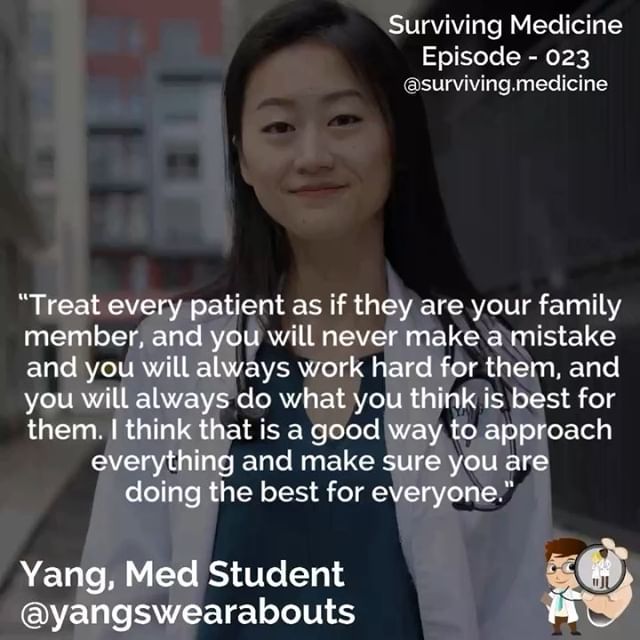 Surviving Medicine
Episode - 023
@surviving.medicine
“Treat every patient as if they are your family
member, and you will never make a mistake
and you will always work hard for them, and
you will always do what you think is best for
them. I think that is a good way to approach
everything and make sure you are
doing the best for everyone.”
Yang, Med Student
@yangswearabouts